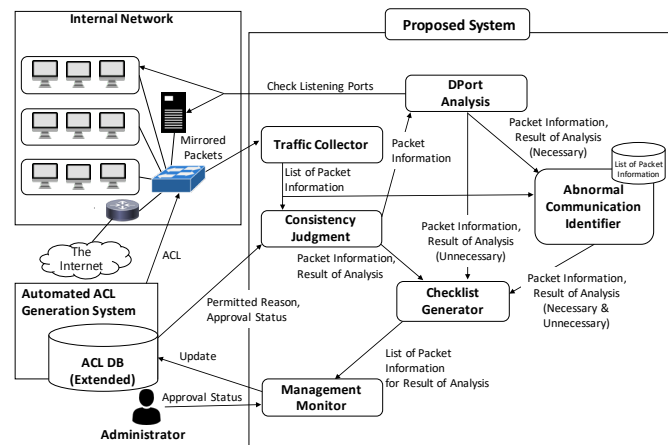 Internal Network
Proposed System
Check Listening Ports
DPort
Analysis
Mirrored
Packets
Traffic Collector
Packet
Information
Packet Information,
Result of Analysis
(Necessary)
List of Packet
Information
List of Packet
Information
Abnormal
Communication
Identifier
Consistency
Judgment
The
Internet
ACL
Packet Information,
Result of Analysis
Packet Information,
Result of Analysis
(Unnecessary)
Packet Information,
Result of Analysis
(Necessary &
Unnecessary)
Automated ACL
Generation System
Permitted Reason,
Approval Status
Checklist
Generator
ACL DB
(Extended)
Update
List of Packet
Information
for Result of Analysis
Approval Status
Management
Monitor
Administrator